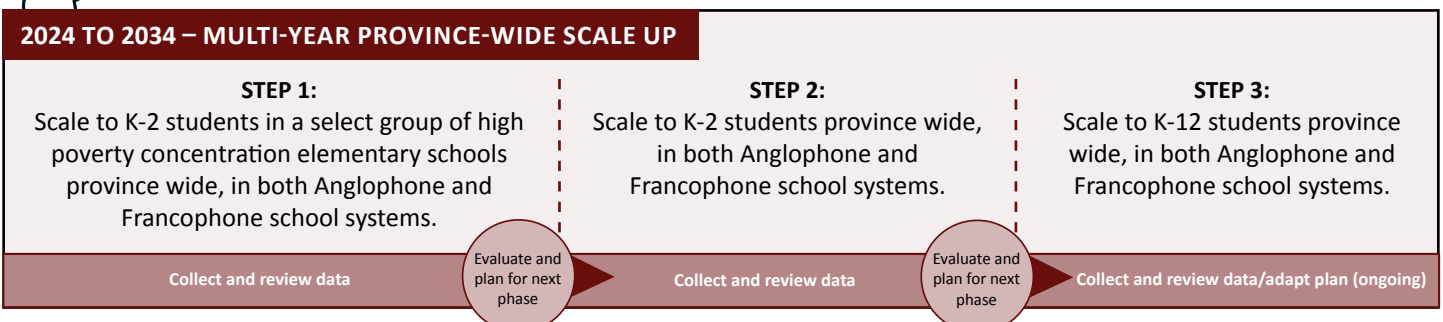 2024 TO 2034 – MULTI-YEAR PROVINCE-WIDE SCALE UP
STEP 1:
Scale to K-2 students in a select group of high
poverty concentration elementary schools
province wide, in both Anglophone and
Francophone school systems.
STEP 2:
Scale to K-2 students province wide,
in both Anglophone and
Francophone school systems.
STEP 3:
Scale to K-12 students province
wide, in both Anglophone and
Francophone school systems.
Collect and review data
Evaluate and
plan for next
phase
Collect and review data
Evaluate and
plan for next
phase
Collect and review data/adapt plan (ongoing)